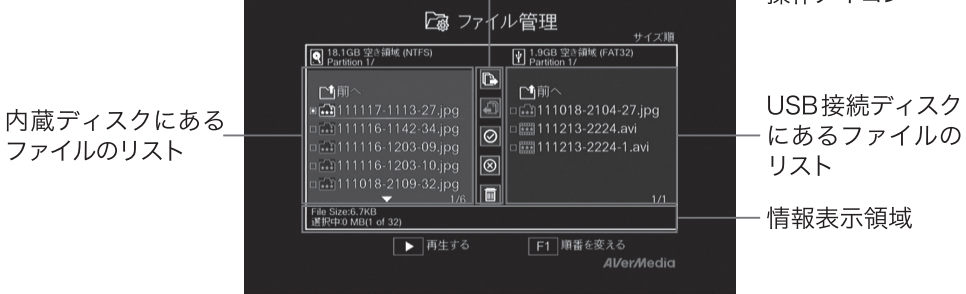 操作アイコン
ファイル管理
サイズ順
18.1GB 空き領域 (NTFS)
Partition 1/
1.9GB 空き領域 (FAT32)
Partition 1/
内蔵ディスクにある
ファイルのリスト
前へ
111117-1113-27.jpg
111116-1142-34.jpg
111116-1203-09.jpg
111116-1203-10.jpg
111018-2109-32.jpg
1/6
前へ
111018-2104-27.jpg
111213-2224.avi
111213-2224-1.avi
1/1
USB接続ディスク
にあるファイルの
リスト
File Size:6.7KB
選択中:0 MB(1 of 32)
情報表示領域
再生する
F1 順番を変える
AVerMedia